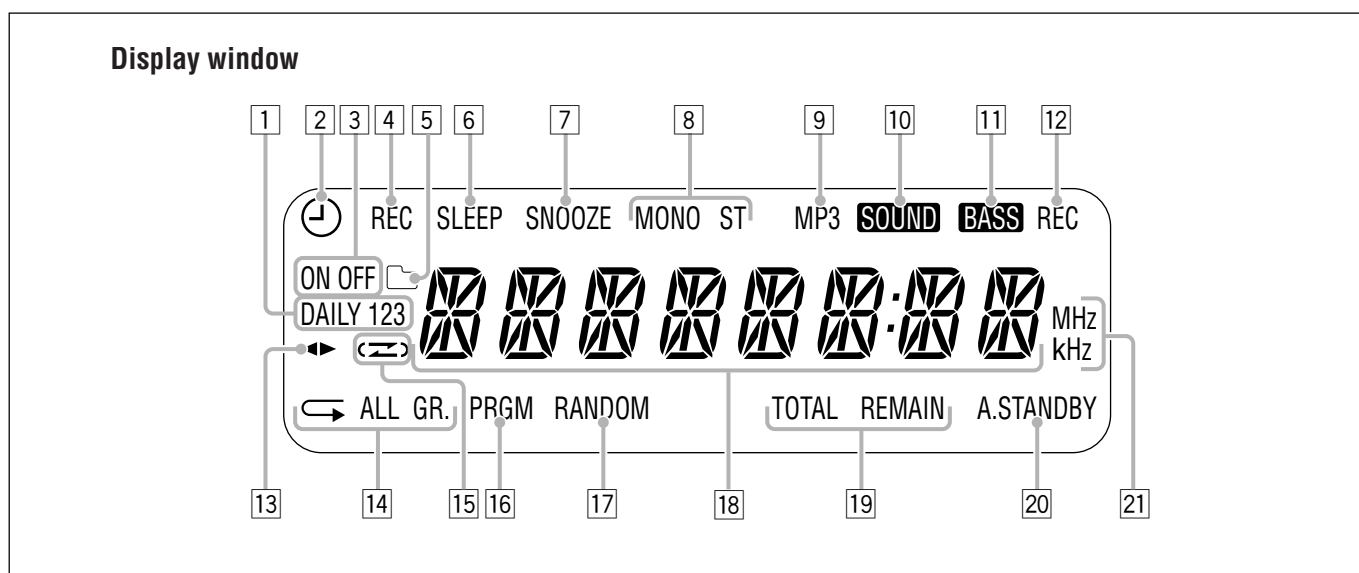 Display window
1 2 3 4 5 6 7 8 9 10 11 12
REC SLEEP SNOOZE MONO ST MP3 SOUND BASS REC
ON OFF
DAILY 123
MHz
kHz
ALL GR. PRGM RANDOM TOTAL REMAIN A.STANDBY
13 14 15 16 17 18 19 20 21